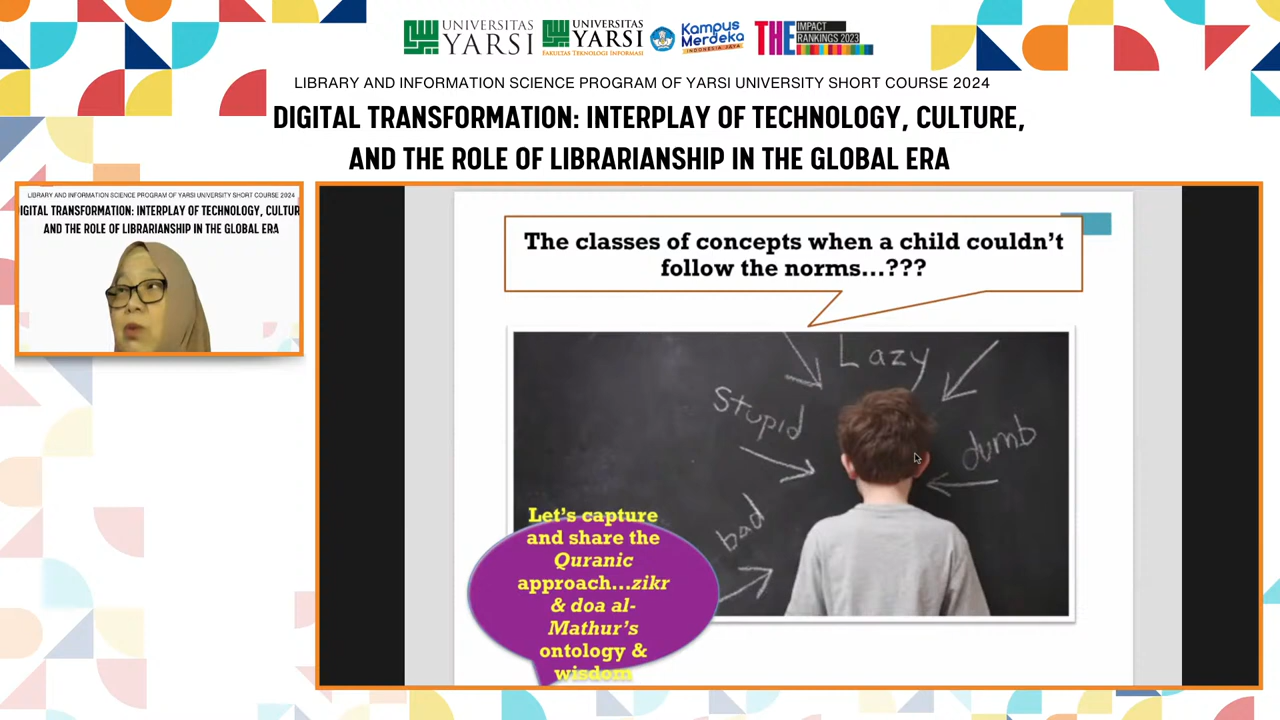 UNIVERSITAS
YARSI
UNIVERSITAS
YARSI
FAKULTAS TEKNOLOGI INFORMASI
Kampus
Merdeka
INDONESIA JAYA
THE
IMPACT
RANKINGS 2023
LIBRARY AND INFORMATION SCIENCE PROGRAM OF YARSI UNIVERSITY SHORT COURSE 2024
DIGITAL TRANSFORMATION: INTERPLAY OF TECHNOLOGY, CULTURE,
AND THE ROLE OF LIBRARIANSHIP IN THE GLOBAL ERA
LIBRARY AND INFORMATION SCIENCE PROGRAM OF YARSI UNIVERSITY SHORT COURSE 2024
IGITAL TRANSFORMATION: INTERPLAY OF TECHNOLOGY, CULTUR
AND THE ROLE OF LIBRARIANSHIP IN THE GLOBAL ERA
The classes of concepts when a child couldn't
follow the norms...???
Lazy
Stupid
dumb
bad
Let's capture
and share the
Quranic
approach...zikr
& doa al-
Mathur's
ontology &
wisdom